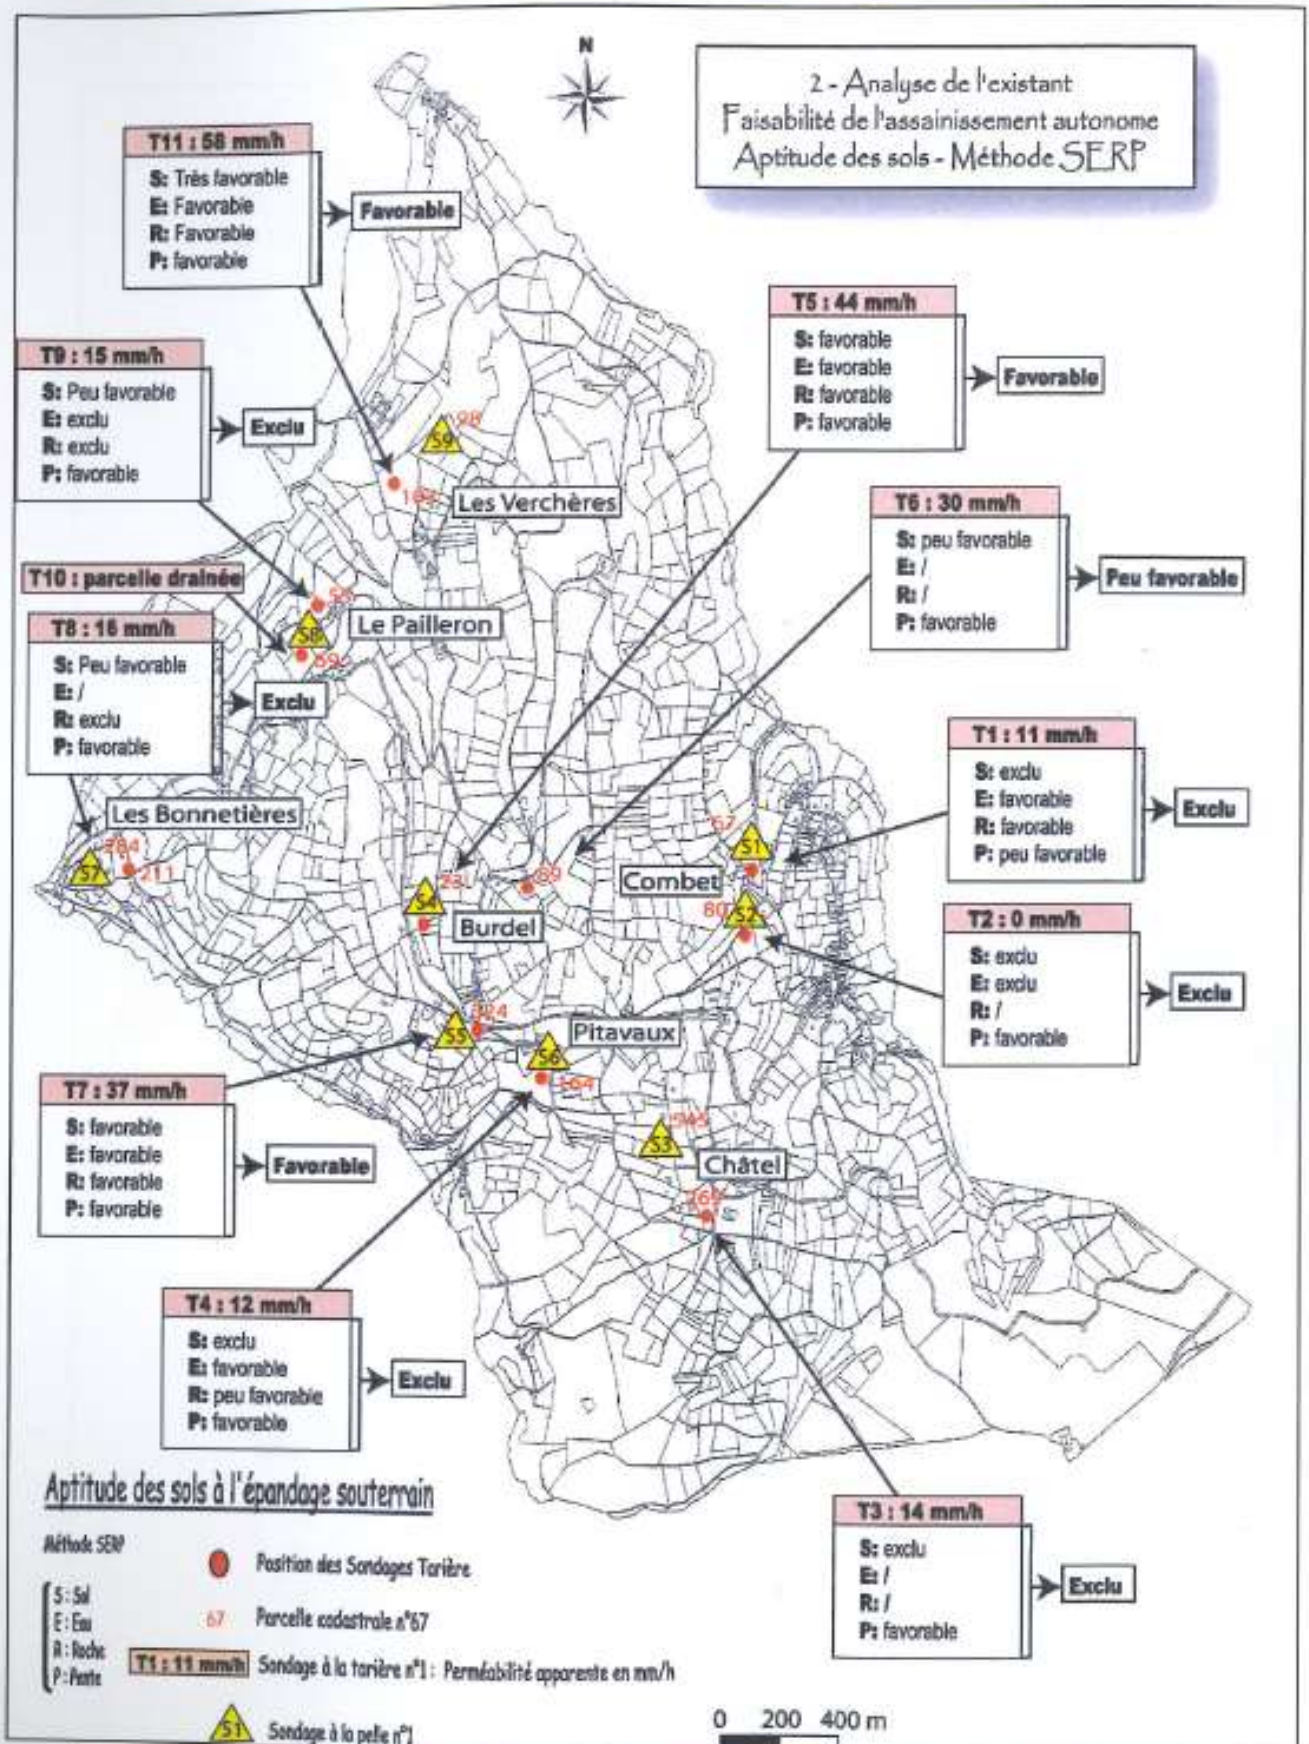 N
2 - Analyse de l'existant
Faisabilité de l'assainissement autonome
Aptitude des sols - Méthode SERP
T11 : 58 mm/h
S: Très favorable
E: Favorable
R: Favorable
P: favorable
Favorable
T5 : 44 mm/h
S: favorable
E: favorable
R: favorable
P: favorable
Favorable
T9 : 15 mm/h
S: Peu favorable
E: exclu
R: exclu
P: favorable
Exclu
98
S9
Les Verchères
T6 : 30 mm/h
S: peu favorable
E: /
R: /
P: favorable
Peu favorable
T10 : parcelle drainée
S8
Le Pailleron
69
T8 : 16 mm/h
S: Peu favorable
E: /
R: exclu
P: favorable
Exclu
T1 : 11 mm/h
S: exclu
E: favorable
R: favorable
P: peu favorable
Exclu
Les Bonnetières
284
S7
211
67
S1
Combet
80
S2
89
231
S4
Burdel
T2 : 0 mm/h
S: exclu
E: exclu
R: /
P: favorable
Exclu
324
S5
Pitavaux
S6
164
T7 : 37 mm/h
S: favorable
E: favorable
R: favorable
P: favorable
Favorable
945
S3
Châtel
T4 : 12 mm/h
S: exclu
E: favorable
R: peu favorable
P: favorable
Exclu
T3 : 14 mm/h
S: exclu
E: /
R: /
P: favorable
Exclu
Aptitude des sols à l'épandage souterrain
Méthode SERP
S : Sol
E : Eau
R : Roche
P : Pente
Position des Sondages Tarière
67 Parcelle cadastrale n°67
T1 : 11 mm/h Sondage à la tarière n°1 : Perméabilité apparente en mm/h
S1 Sondage à la pelle n°1
0 200 400 m